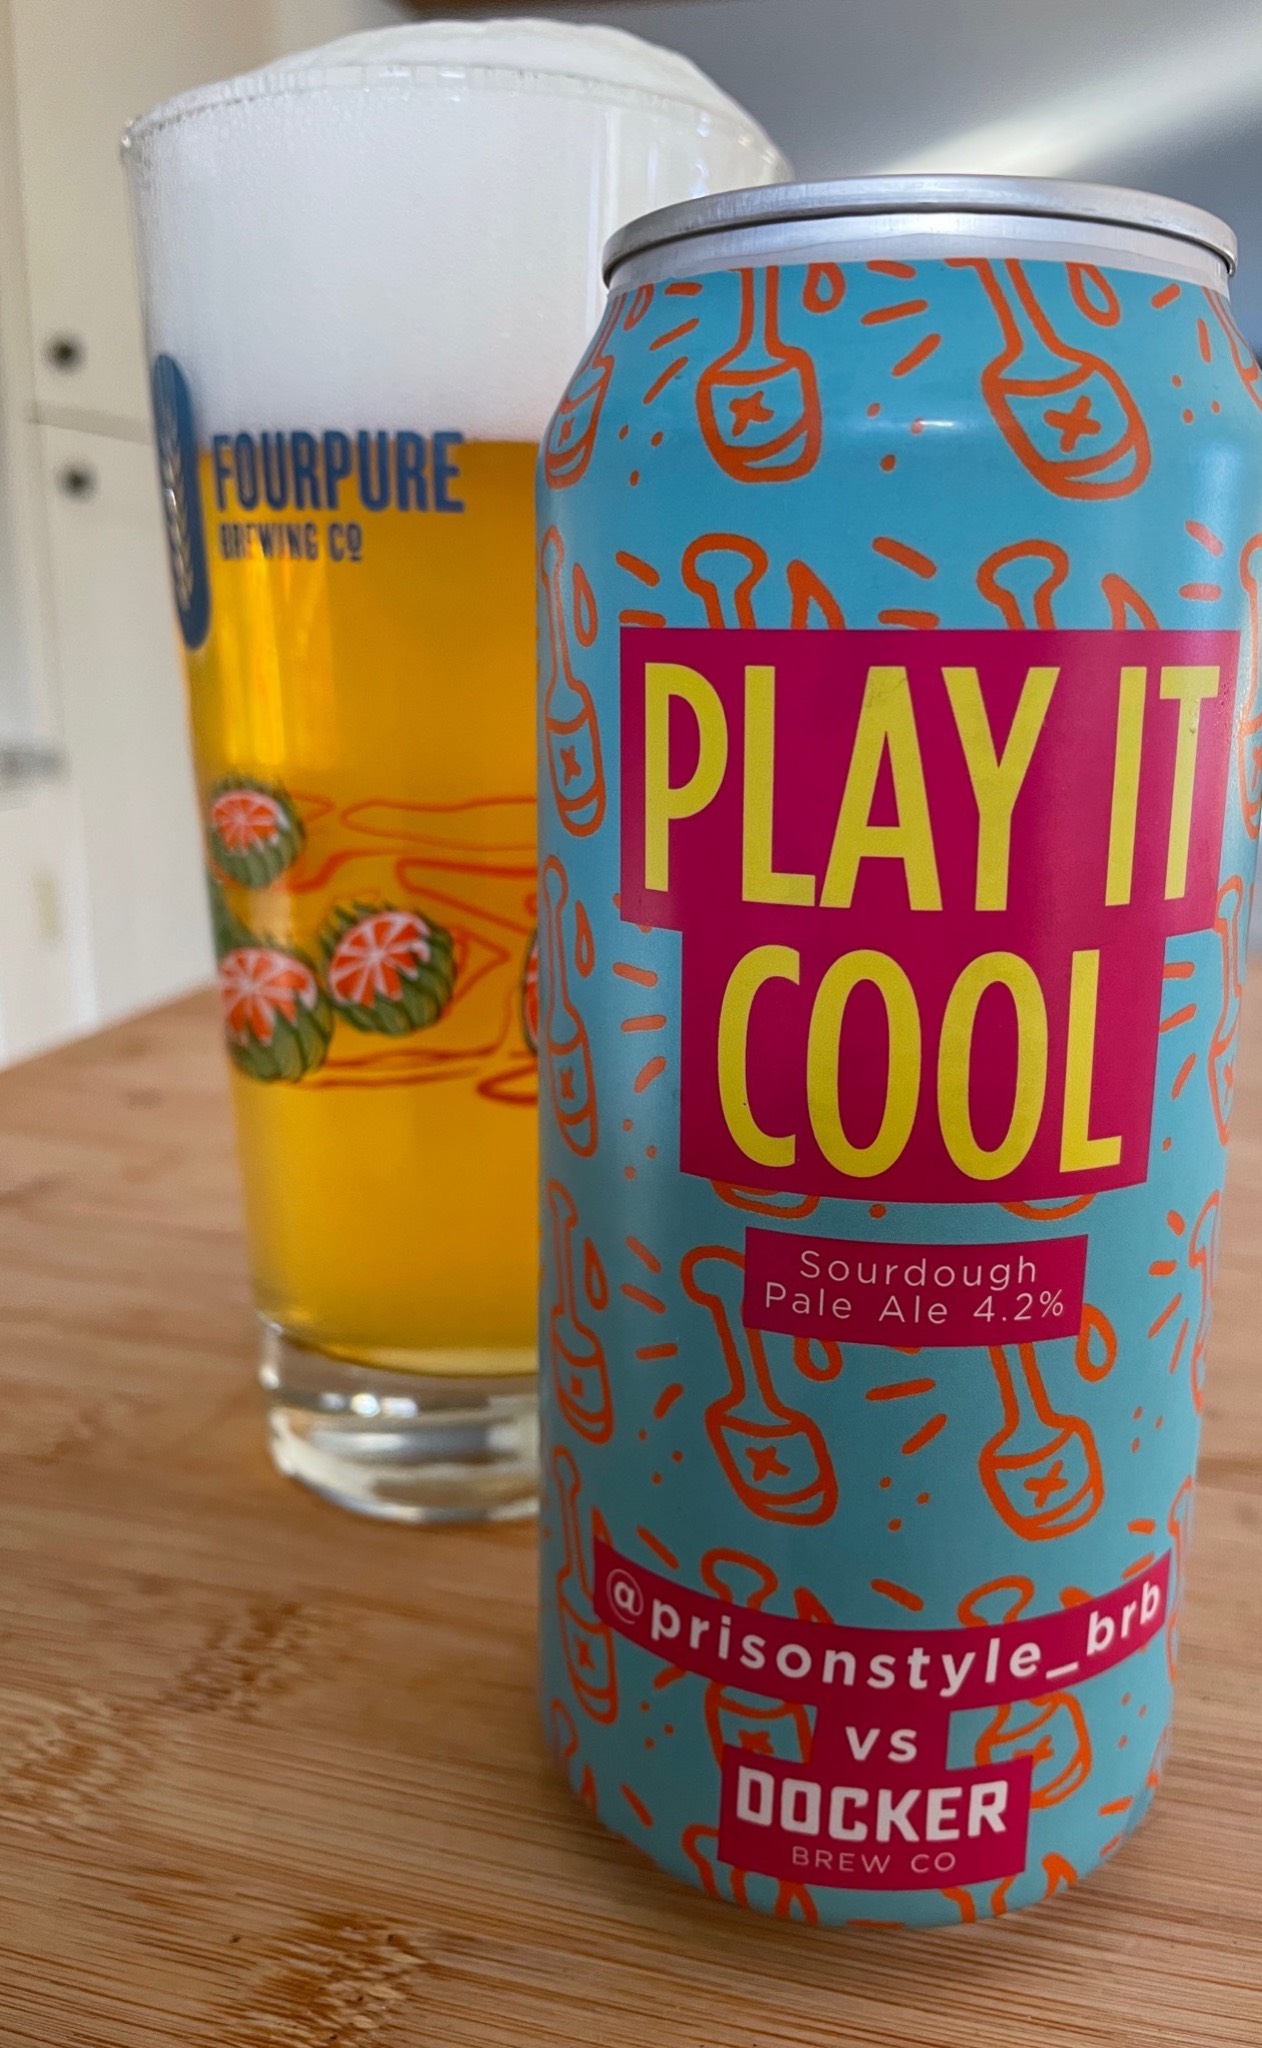 FOURPURE
BREWING CO
PLAY IT
COOL
Sourdough
Pale Ale 4.2%
@prisonstyle_brb
vs
DOCKER
BREW CO